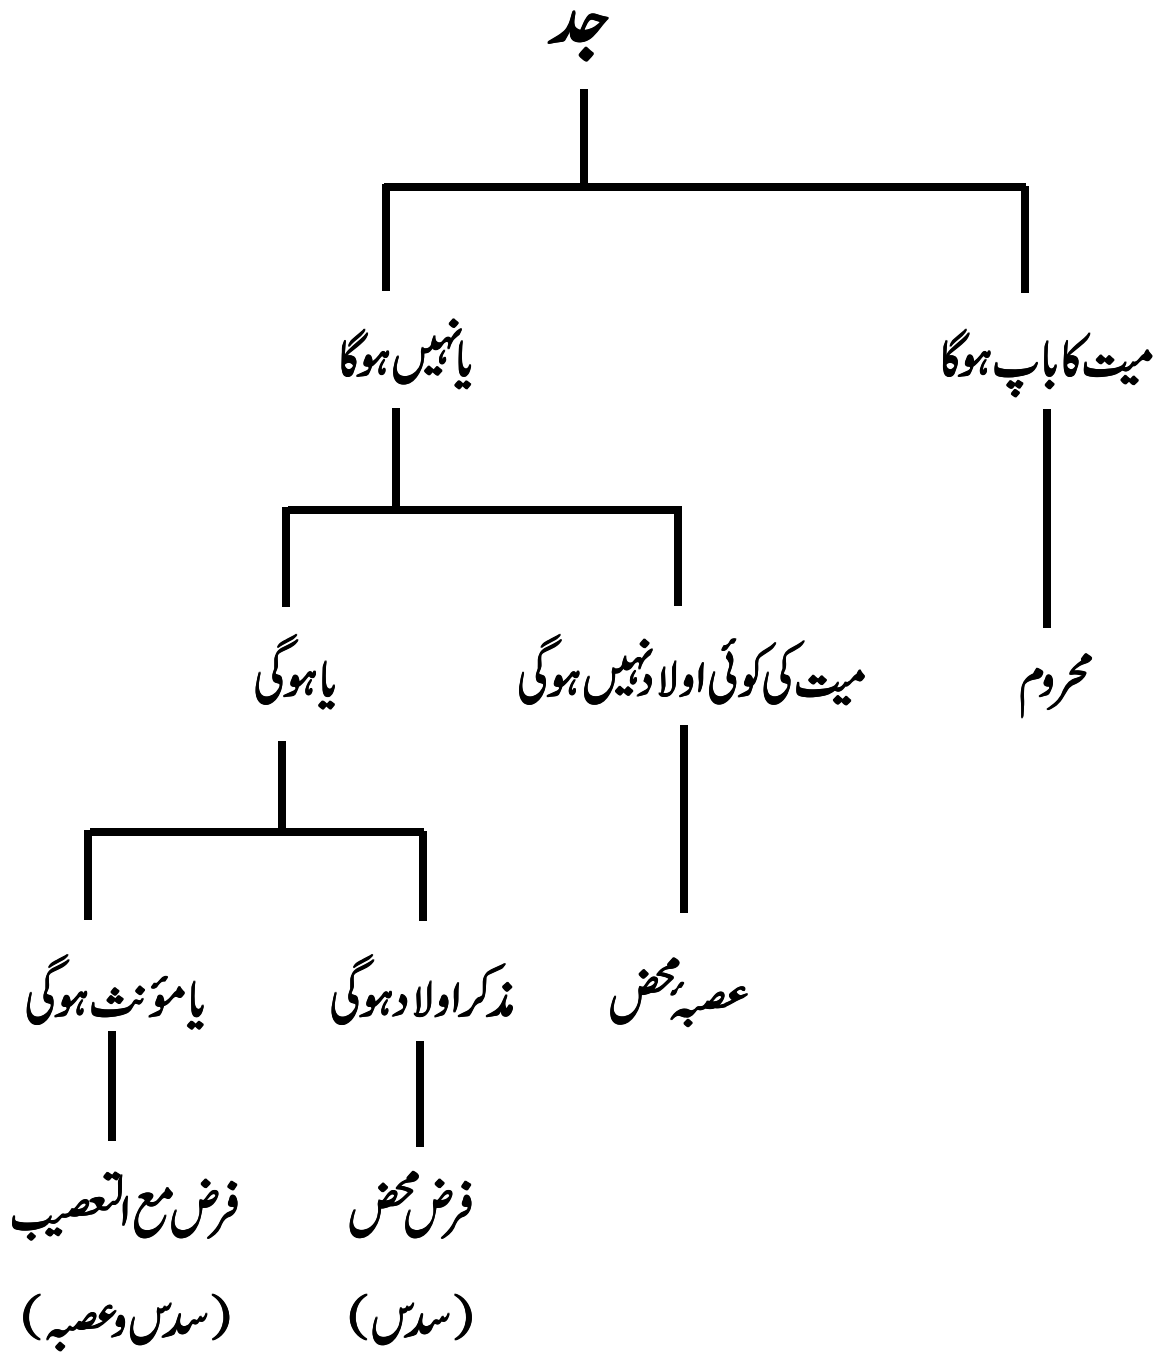 جد
میت کا باپ ہوگا
یا نہیں ہوگا
محروم
میت کی کوئی اولاد نہیں ہوگی
یا ہوگی
عصبۂ محض
مذکر اولاد ہوگی
یا مؤنث ہوگی
فرض محض
فرض مع التعصیب
(سدس)
(سدس و عصبہ)